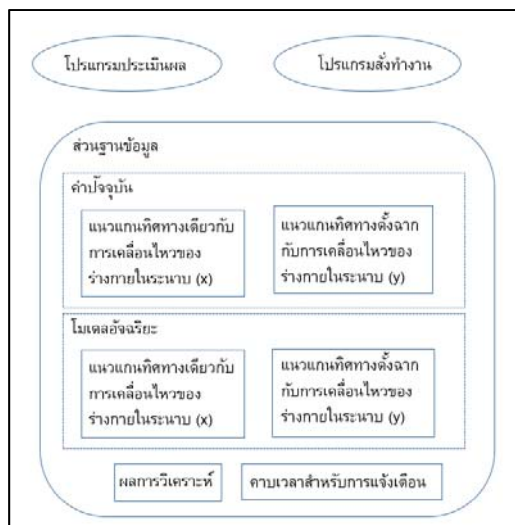 โปรแกรมประเมินผล
โปรแกรมสั่งทำงาน
ส่วนฐานข้อมูล
ค่าปัจจุบัน
แนวแกนทิศทางเดียวกับ
การเคลื่อนไหวของ
ร่างกายในระนาบ (x)
แนวแกนทิศทางตั้งฉาก
กับการเคลื่อนไหวของ
ร่างกายในระนาบ (y)
โมเดลอัจฉริยะ
แนวแกนทิศทางเดียวกับ
การเคลื่อนไหวของ
ร่างกายในระนาบ (x)
แนวแกนทิศทางตั้งฉาก
กับการเคลื่อนไหวของ
ร่างกายในระนาบ (y)
ผลการวิเคราะห์
คาบเวลาสำหรับการแจ้งเตือน